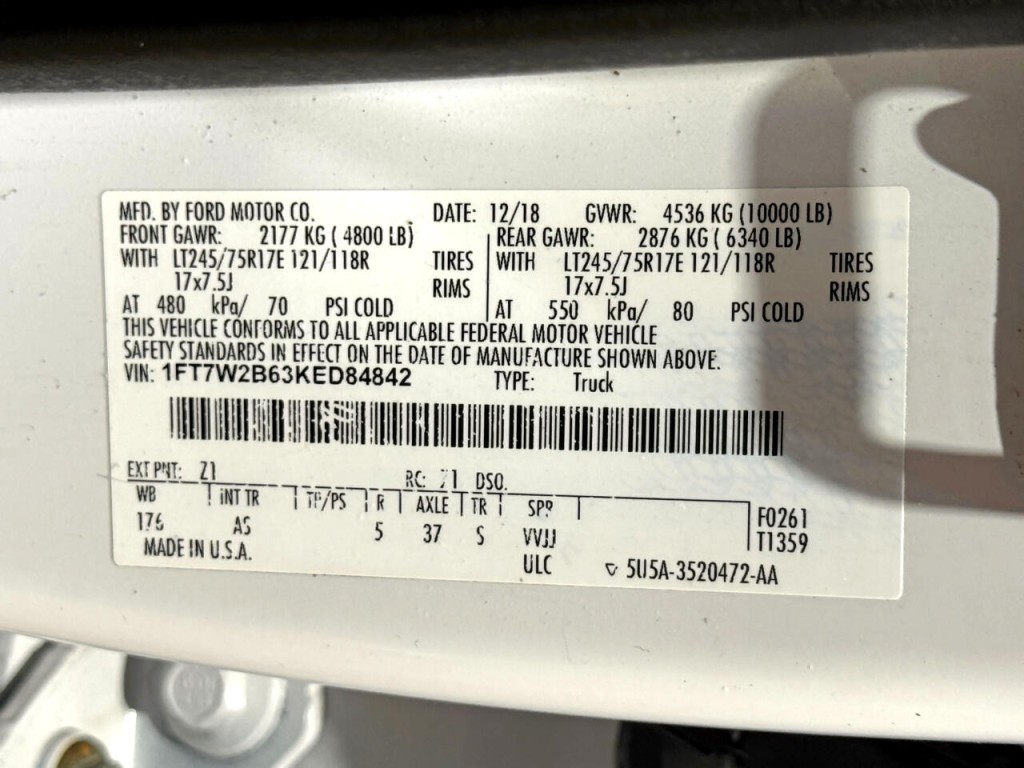 MFD. BY FORD MOTOR CO. DATE: 12/18 GVWR: 4536 KG (10000 LB)
FRONT GAWR: 2177 KG ( 4800 LB) REAR GAWR: 2876 KG ( 6340 LB)
WITH LT245/75R17E 121/118R TIRES WITH LT245/75R17E 121/118R TIRES
17x7.5J RIMS 17x7.5J RIMS
AT 480 kPa/ 70 PSI COLD AT 550 kPa/ 80 PSI COLD
THIS VEHICLE CONFORMS TO ALL APPLICABLE FEDERAL MOTOR VEHICLE
SAFETY STANDARDS IN EFFECT ON THE DATE OF MANUFACTURE SHOWN ABOVE.
VIN: 1FT7W2B63KED84842 TYPE: Truck
EXT PNT: Z1 RC: 71 DSO:
WB INT TR TP/PS R AXLE TR SPR
176 AS 5 37 S VVJJ F0261
T1359
MADE IN U.S.A. ULC 5U5A-3520472-AA